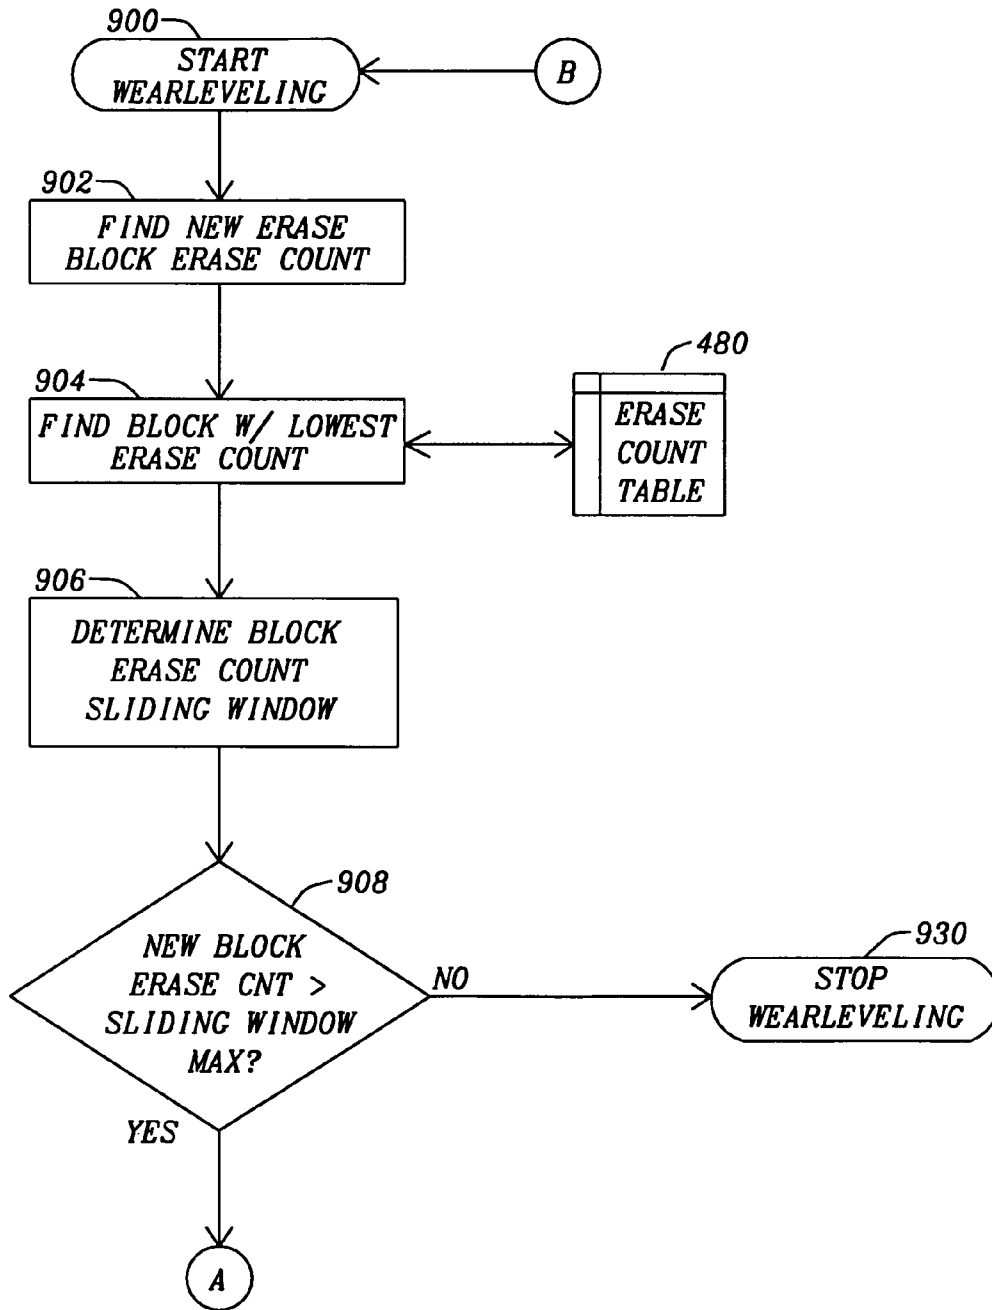 900
START
WEARLEVELING
B
902
FIND NEW ERASE
BLOCK ERASE COUNT
904
FIND BLOCK W/ LOWEST
ERASE COUNT
480
ERASE
COUNT
TABLE
906
DETERMINE BLOCK
ERASE COUNT
SLIDING WINDOW
908
NEW BLOCK
ERASE CNT >
SLIDING WINDOW
MAX?
NO
930
STOP
WEARLEVELING
YES
A